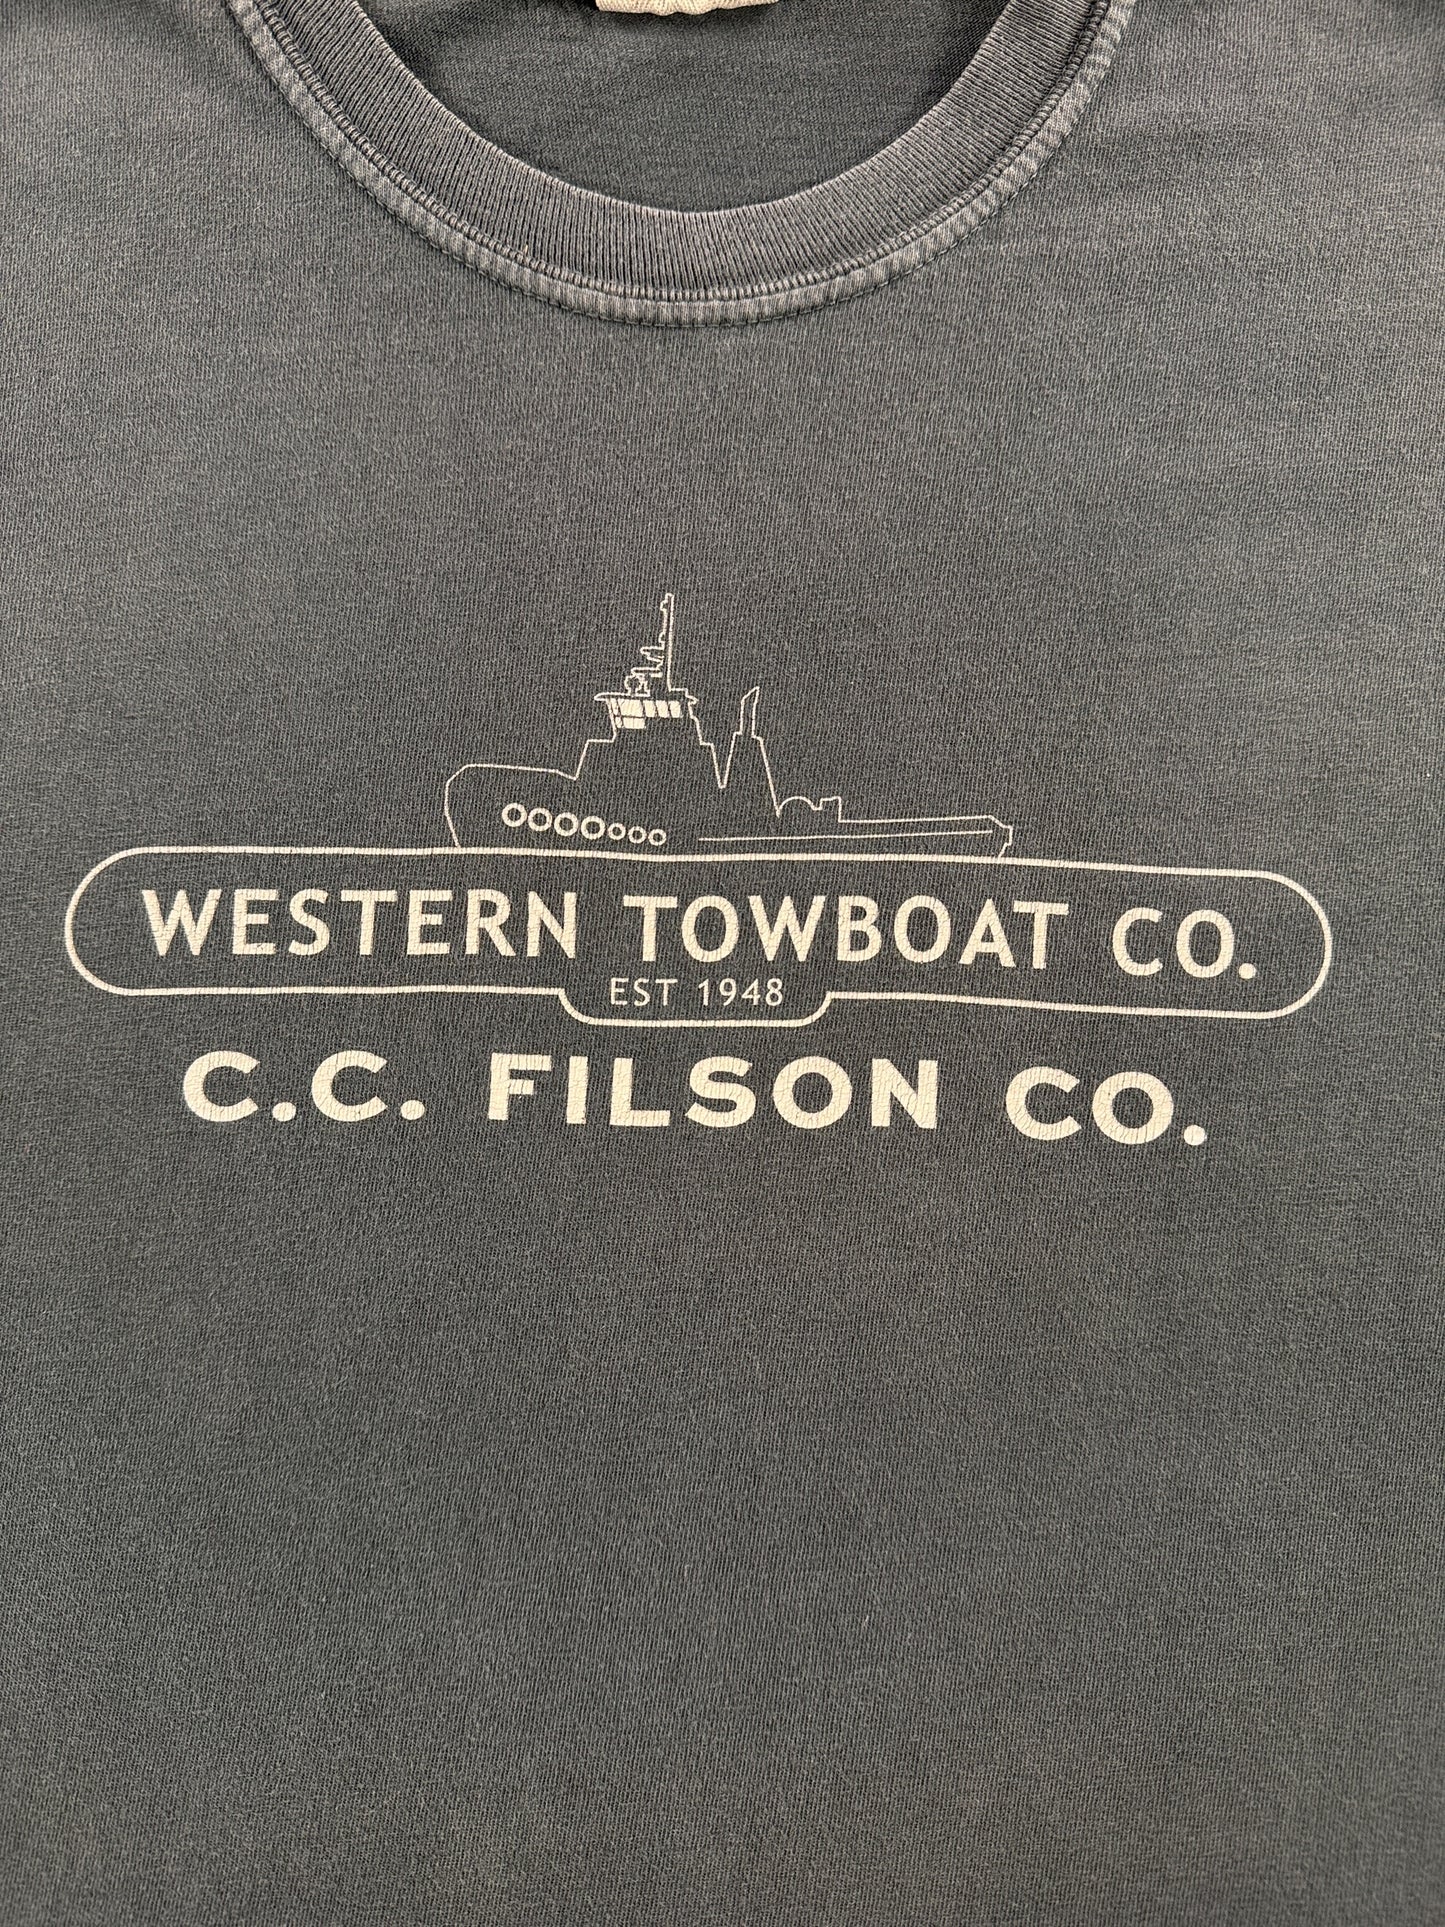 WESTERN TOWBOAT CO.
EST 1948
C.C. FILSON CO.